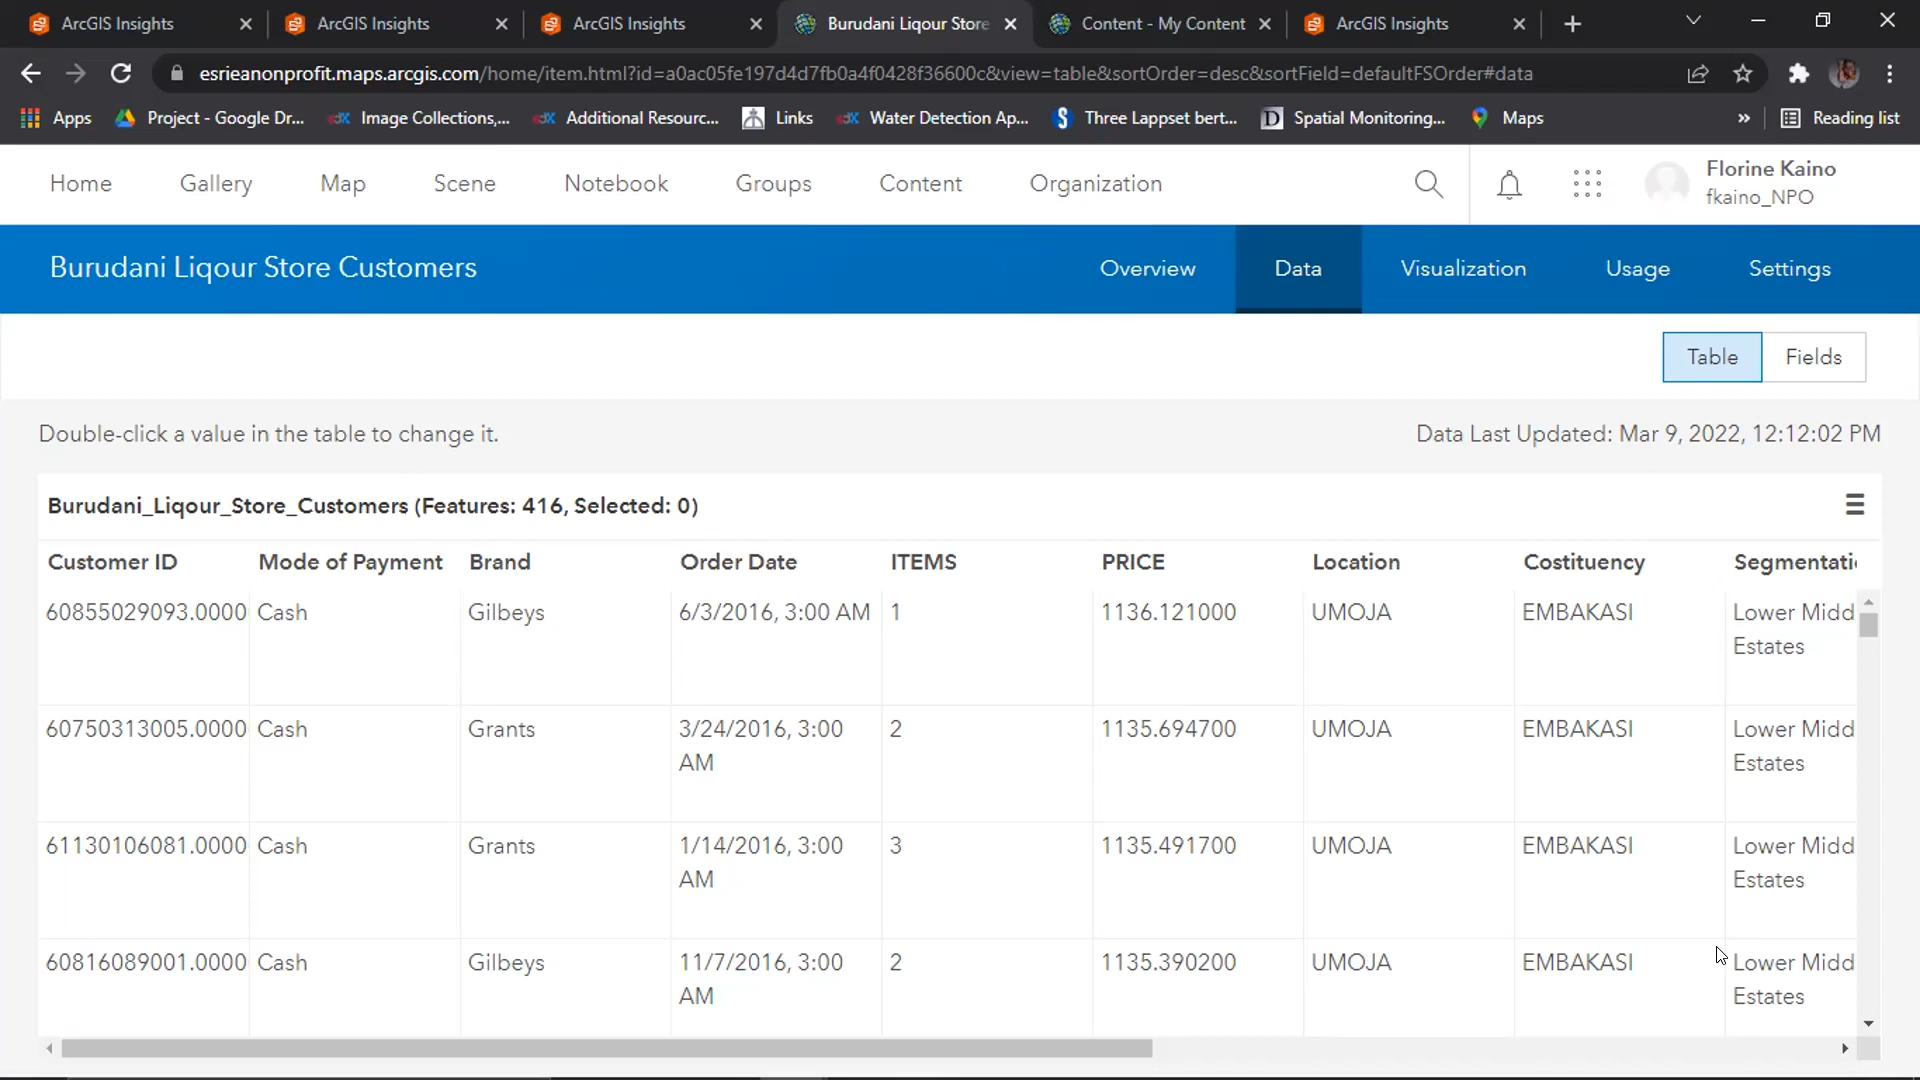 ArcGIS Insights
ArcGIS Insights
ArcGIS Insights
Burudani Liqour Store
Content - My Content
ArcGIS Insights
esrieanonprofit.maps.arcgis.com/home/item.html?id=a0ac05fe197d4d7fb0a4f0428f36600c&view=table&sortOrder=desc&sortField=defaultFSOrder#data
Apps
Project - Google Dr...
Image Collections,...
Additional Resourc...
Links
Water Detection Ap...
Three Lappset bert...
Spatial Monitoring...
Maps
»
Reading list
Home
Gallery
Map
Scene
Notebook
Groups
Content
Organization
Florine Kaino
fkaino_NPO
Burudani Liqour Store Customers
Overview
Data
Visualization
Usage
Settings
Table
Fields
Double-click a value in the table to change it.
Data Last Updated: Mar 9, 2022, 12:12:02 PM
Burudani_Liqour_Store_Customers (Features: 416, Selected: 0)
Customer ID Mode of Payment Brand Order Date ITEMS PRICE Location Costituency Segmentati
60855029093.0000 Cash Gilbeys 6/3/2016, 3:00 AM 1 1136.121000 UMOJA EMBAKASI Lower Midd
Estates
60750313005.0000 Cash Grants 3/24/2016, 3:00 2 1135.694700 UMOJA EMBAKASI Lower Midd
AM Estates
61130106081.0000 Cash Grants 1/14/2016, 3:00 3 1135.491700 UMOJA EMBAKASI Lower Midd
AM Estates
60816089001.0000 Cash Gilbeys 11/7/2016, 3:00 2 1135.390200 UMOJA EMBAKASI Lower Midd
AM Estates